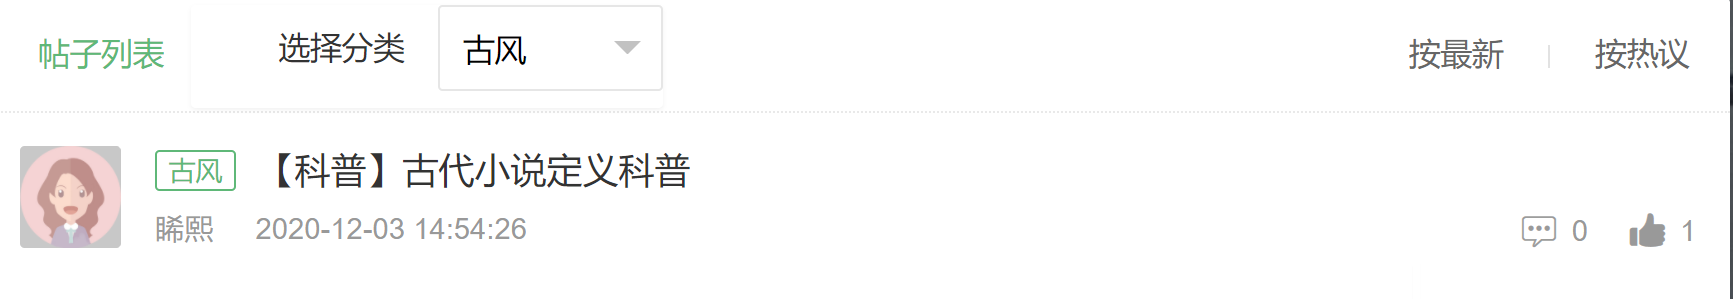 帖子列表 选择分类 古风 按最新 按热议
古风 【科普】古代小说定义科普
睎熙 2020-12-03 14:54:26 0 1